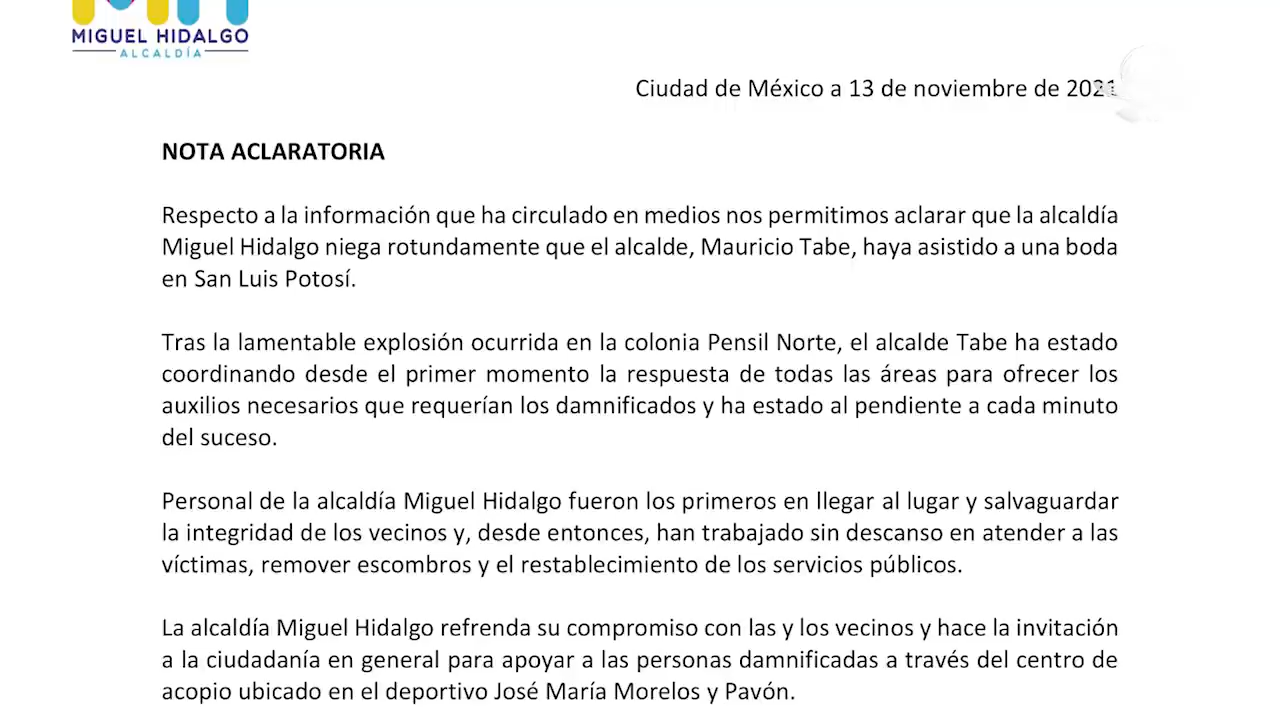 MIGUEL HIDALGO
ALCALDÍA
Ciudad de México a 13 de noviembre de 2021
NOTA ACLARATORIA
Respecto a la información que ha circulado en medios nos permitimos aclarar que la alcaldía
Miguel Hidalgo niega rotundamente que el alcalde, Mauricio Tabe, haya asistido a una boda
en San Luis Potosí.
Tras la lamentable explosión ocurrida en la colonia Pensil Norte, el alcalde Tabe ha estado
coordinando desde el primer momento la respuesta de todas las áreas para ofrecer los
auxilios necesarios que requerían los damnificados y ha estado al pendiente a cada minuto
del suceso.
Personal de la alcaldía Miguel Hidalgo fueron los primeros en llegar al lugar y salvaguardar
la integridad de los vecinos y, desde entonces, han trabajado sin descanso en atender a las
víctimas, remover escombros y el restablecimiento de los servicios públicos.
La alcaldía Miguel Hidalgo refrenda su compromiso con las y los vecinos y hace la invitación
a la ciudadanía en general para apoyar a las personas damnificadas a través del centro de
acopio ubicado en el deportivo José María Morelos y Pavón.